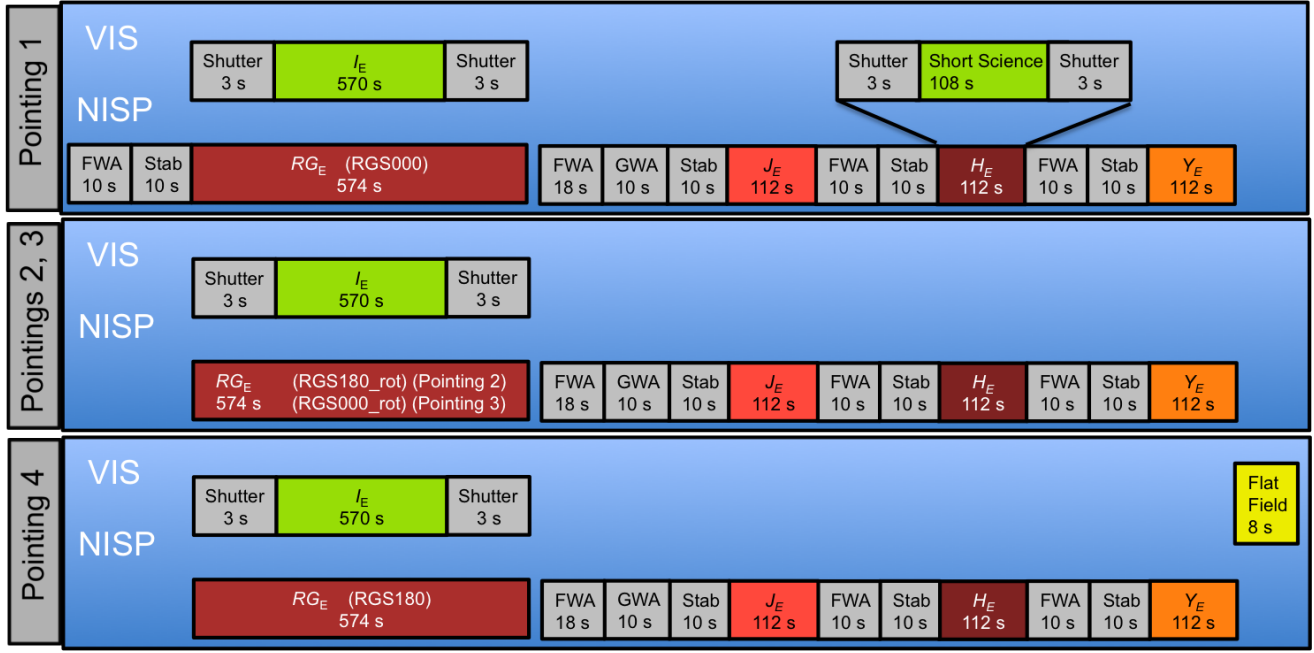 Pointing 1
VIS
Shutter
3 s
I_E
570 s
Shutter
3 s
Shutter
3 s
Short Science
108 s
Shutter
3 s
NISP
FWA
10 s
Stab
10 s
RG_E (RGS000)
574 s
FWA
18 s
GWA
10 s
Stab
10 s
J_E
112 s
FWA
10 s
Stab
10 s
H_E
112 s
FWA
10 s
Stab
10 s
Y_E
112 s
Pointings 2, 3
VIS
Shutter
3 s
I_E
570 s
Shutter
3 s
NISP
RG_E (RGS180_rot) (Pointing 2)
574 s (RGS000_rot) (Pointing 3)
FWA
18 s
GWA
10 s
Stab
10 s
J_E
112 s
FWA
10 s
Stab
10 s
H_E
112 s
FWA
10 s
Stab
10 s
Y_E
112 s
Pointing 4
VIS
Shutter
3 s
I_E
570 s
Shutter
3 s
Flat
Field
8 s
NISP
RG_E (RGS180)
574 s
FWA
18 s
GWA
10 s
Stab
10 s
J_E
112 s
FWA
10 s
Stab
10 s
H_E
112 s
FWA
10 s
Stab
10 s
Y_E
112 s